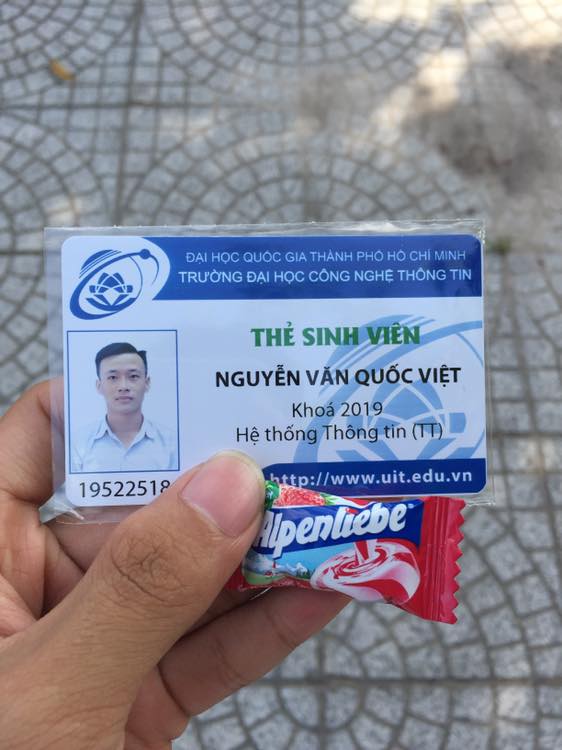 ĐẠI HỌC QUỐC GIA THÀNH PHỐ HỒ CHÍ MINH
TRƯỜNG ĐẠI HỌC CÔNG NGHỆ THÔNG TIN
THẺ SINH VIÊN
NGUYỄN VĂN QUỐC VIỆT
Khoá 2019
Hệ thống Thông tin (TT)
19522518
http://www.uit.edu.vn
Alpenliebe